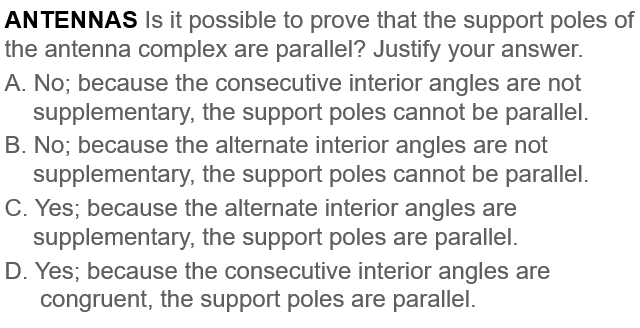 ANTENNAS Is it possible to prove that the support poles of
the antenna complex are parallel? Justify your answer.
A. No; because the consecutive interior angles are not
supplementary, the support poles cannot be parallel.
B. No; because the alternate interior angles are not
supplementary, the support poles cannot be parallel.
C. Yes; because the alternate interior angles are
supplementary, the support poles are parallel.
D. Yes; because the consecutive interior angles are
congruent, the support poles are parallel.